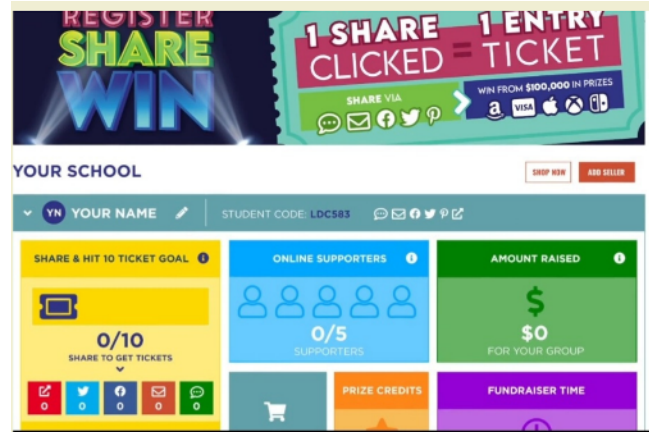 REGISTER
SHARE
WIN
1 SHARE CLICKED = 1 ENTRY TICKET
SHARE VIA
WIN FROM $100,000 IN PRIZES
VISA
YOUR SCHOOL
SHOP NOW
ADD SELLER
YN YOUR NAME
STUDENT CODE: LDC583
SHARE & HIT 10 TICKET GOAL
0/10
SHARE TO GET TICKETS
0 0 0 0 0
ONLINE SUPPORTERS
0/5
SUPPORTERS
AMOUNT RAISED
$
$0
FOR YOUR GROUP
PRIZE CREDITS
FUNDRAISER TIME